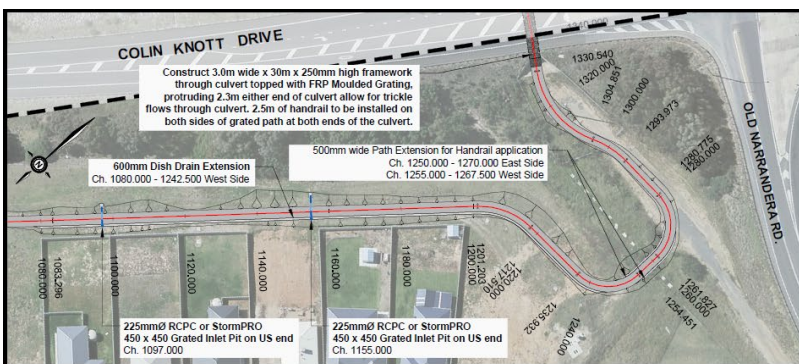 COLIN KNOTT DRIVE
1340.000
Construct 3.0m wide x 30m x 250mm high framework
through culvert topped with FRP Moulded Grating,
protruding 2.3m either end of culvert allow for trickle
flows through culvert. 2.5m of handrail to be installed on
both sides of grated path at both ends of the culvert.
1330.540
1320.000
1304.851
1300.000
1293.973
1280.775
1280.000
OLD NARRANDERA RD.
N
600mm Dish Drain Extension
Ch. 1080.000 - 1242.500 West Side
500mm wide Path Extension for Handrail application
Ch. 1250.000 - 1270.000 East Side
Ch. 1255.000 - 1267.500 West Side
1080.000
1083.296
1100.000
1120.000
1140.000
1160.000
1180.000
1200.000
1201.203
1217.510
1220.000
1235.932
1240.000
1254.451
1260.000
1261.827
225mmØ RCPC or StormPRO
450 x 450 Grated Inlet Pit on US end
Ch. 1097.000
225mmØ RCPC or StormPRO
450 x 450 Grated Inlet Pit on US end
Ch. 1155.000